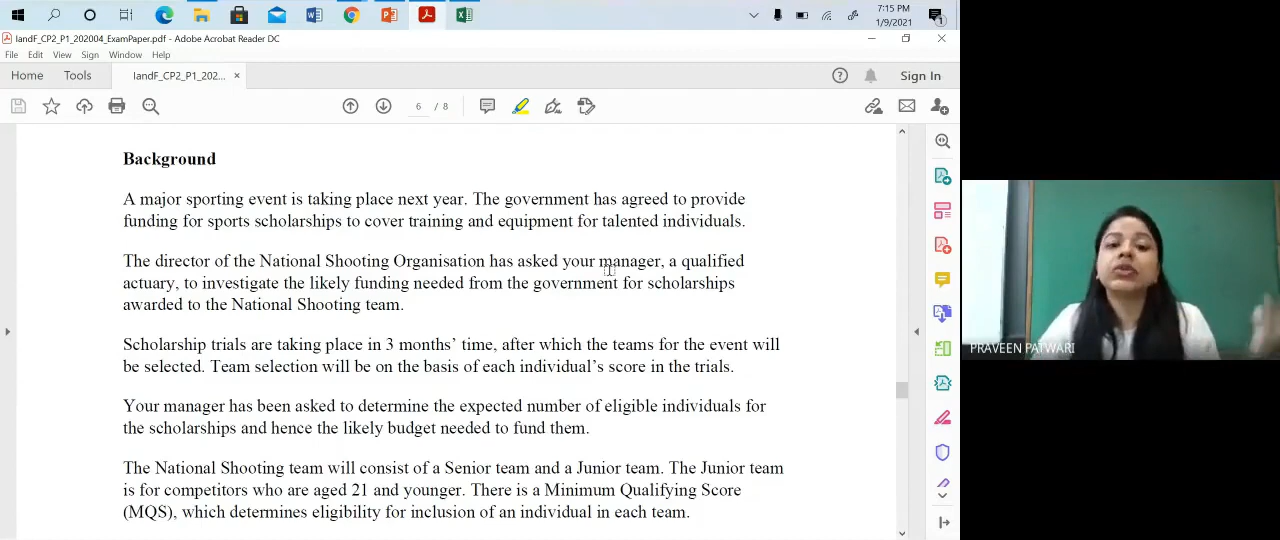 7:15 PM
1/9/2021
1
IandF_CP2_P1_202004_ExamPaper.pdf - Adobe Acrobat Reader DC
File Edit View Sign Window Help
Home Tools IandF_CP2_P1_202... × Sign In
6 / 8
Background
A major sporting event is taking place next year. The government has agreed to provide
funding for sports scholarships to cover training and equipment for talented individuals.
The director of the National Shooting Organisation has asked your manager, a qualified
actuary, to investigate the likely funding needed from the government for scholarships
awarded to the National Shooting team.
Scholarship trials are taking place in 3 months’ time, after which the teams for the event will
be selected. Team selection will be on the basis of each individual’s score in the trials.
Your manager has been asked to determine the expected number of eligible individuals for
the scholarships and hence the likely budget needed to fund them.
The National Shooting team will consist of a Senior team and a Junior team. The Junior team
is for competitors who are aged 21 and younger. There is a Minimum Qualifying Score
(MQS), which determines eligibility for inclusion of an individual in each team.
PRAVEEN PATWARI